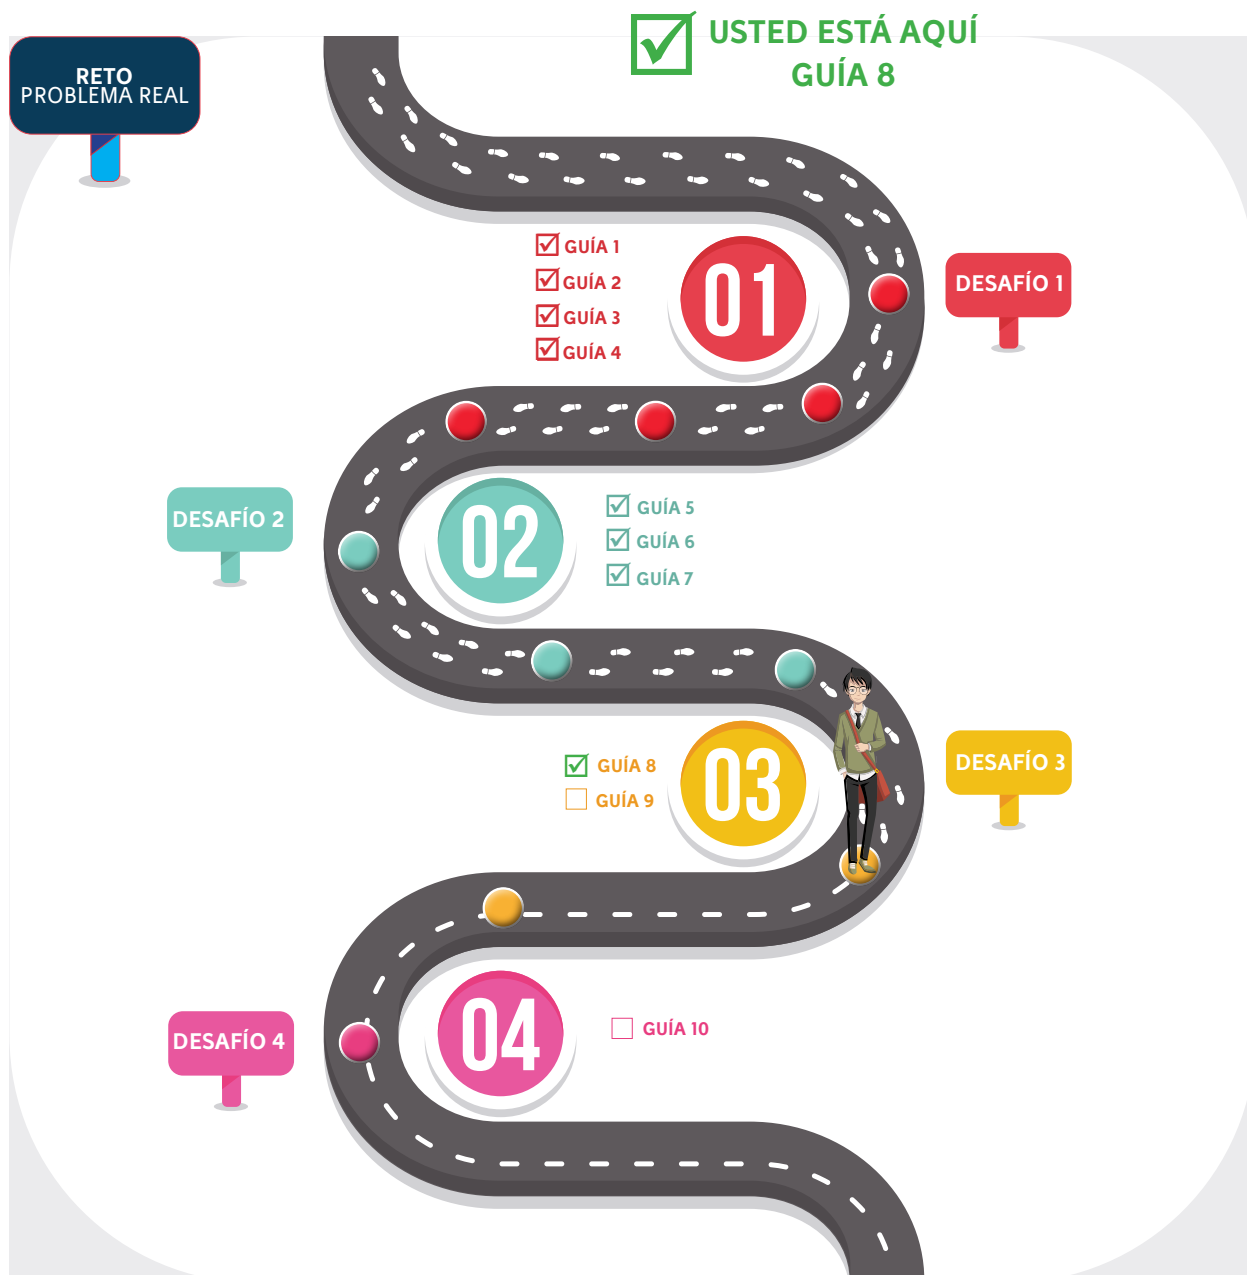 USTED ESTÁ AQUÍ
GUÍA 8
RETO
PROBLEMA REAL
GUÍA 1
GUÍA 2
GUÍA 3
GUÍA 4
01
DESAFÍO 1
DESAFÍO 2
02
GUÍA 5
GUÍA 6
GUÍA 7
GUÍA 8
GUÍA 9
03
DESAFÍO 3
DESAFÍO 4
04
GUÍA 10